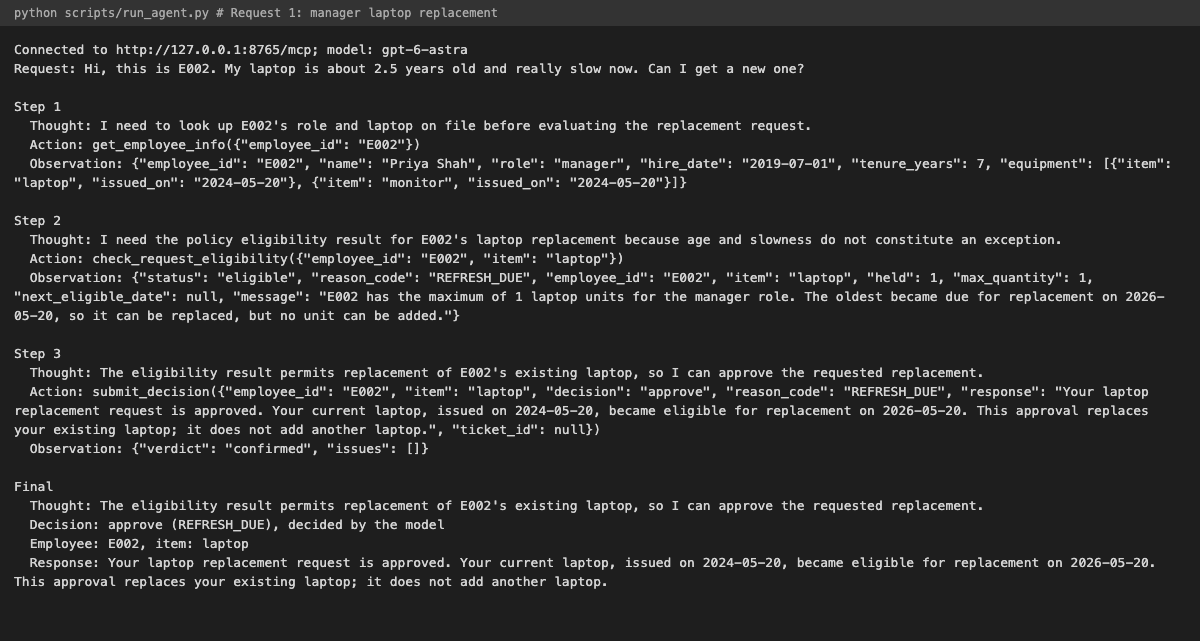 python scripts/run_agent.py # Request 1: manager laptop replacement
Connected to http://127.0.0.1:8765/mcp; model: gpt-6-astra
Request: Hi, this is E002. My laptop is about 2.5 years old and really slow now. Can I get a new one?
Step 1
Thought: I need to look up E002's role and laptop on file before evaluating the replacement request.
Action: get_employee_info({"employee_id": "E002"})
Observation: {"employee_id": "E002", "name": "Priya Shah", "role": "manager", "hire_date": "2019-07-01", "tenure_years": 7, "equipment": [{"item":
"laptop", "issued_on": "2024-05-20"}, {"item": "monitor", "issued_on": "2024-05-20"}]}
Step 2
Thought: I need the policy eligibility result for E002's laptop replacement because age and slowness do not constitute an exception.
Action: check_request_eligibility({"employee_id": "E002", "item": "laptop"})
Observation: {"status": "eligible", "reason_code": "REFRESH_DUE", "employee_id": "E002", "item": "laptop", "held": 1, "max_quantity": 1,
"next_eligible_date": null, "message": "E002 has the maximum of 1 laptop units for the manager role. The oldest became due for replacement on 2026-
05-20, so it can be replaced, but no unit can be added."}
Step 3
Thought: The eligibility result permits replacement of E002's existing laptop, so I can approve the requested replacement.
Action: submit_decision({"employee_id": "E002", "item": "laptop", "decision": "approve", "reason_code": "REFRESH_DUE", "response": "Your laptop
replacement request is approved. Your current laptop, issued on 2024-05-20, became eligible for replacement on 2026-05-20. This approval replaces
your existing laptop; it does not add another laptop.", "ticket_id": null})
Observation: {"verdict": "confirmed", "issues": []}
Final
Thought: The eligibility result permits replacement of E002's existing laptop, so I can approve the requested replacement.
Decision: approve (REFRESH_DUE), decided by the model
Employee: E002, item: laptop
Response: Your laptop replacement request is approved. Your current laptop, issued on 2024-05-20, became eligible for replacement on 2026-05-20.
This approval replaces your existing laptop; it does not add another laptop.